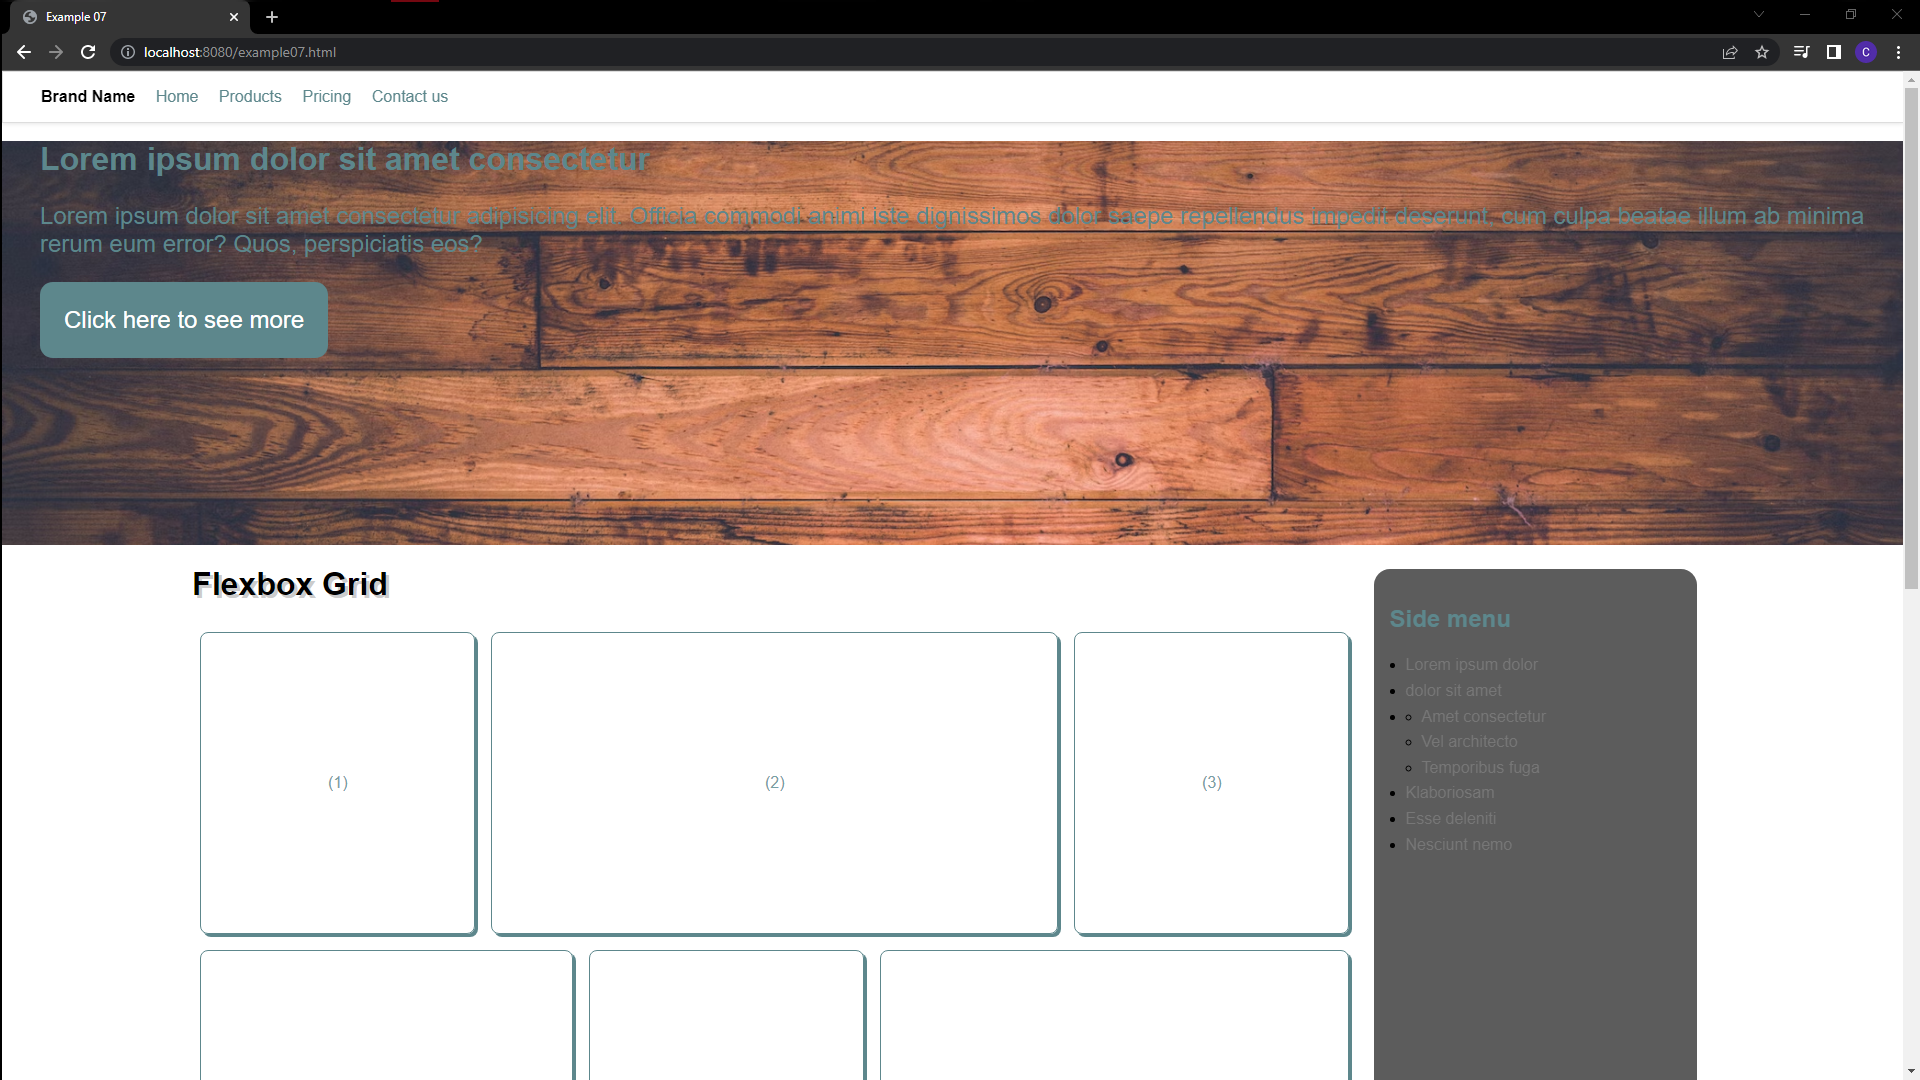 Example 07
localhost:8080/example07.html
C
Brand Name Home Products Pricing Contact us
Lorem ipsum dolor sit amet consectetur
Lorem ipsum dolor sit amet consectetur adipisicing elit. Officia commodi animi iste dignissimos dolor saepe repellendus impedit deserunt, cum culpa beatae illum ab minima
rerum eum error? Quos, perspiciatis eos?
Click here to see more
Flexbox Grid
(1)
(2)
(3)
Side menu
Lorem ipsum dolor
dolor sit amet
Amet consectetur
Vel architecto
Temporibus fuga
Klaboriosam
Esse deleniti
Nesciunt nemo